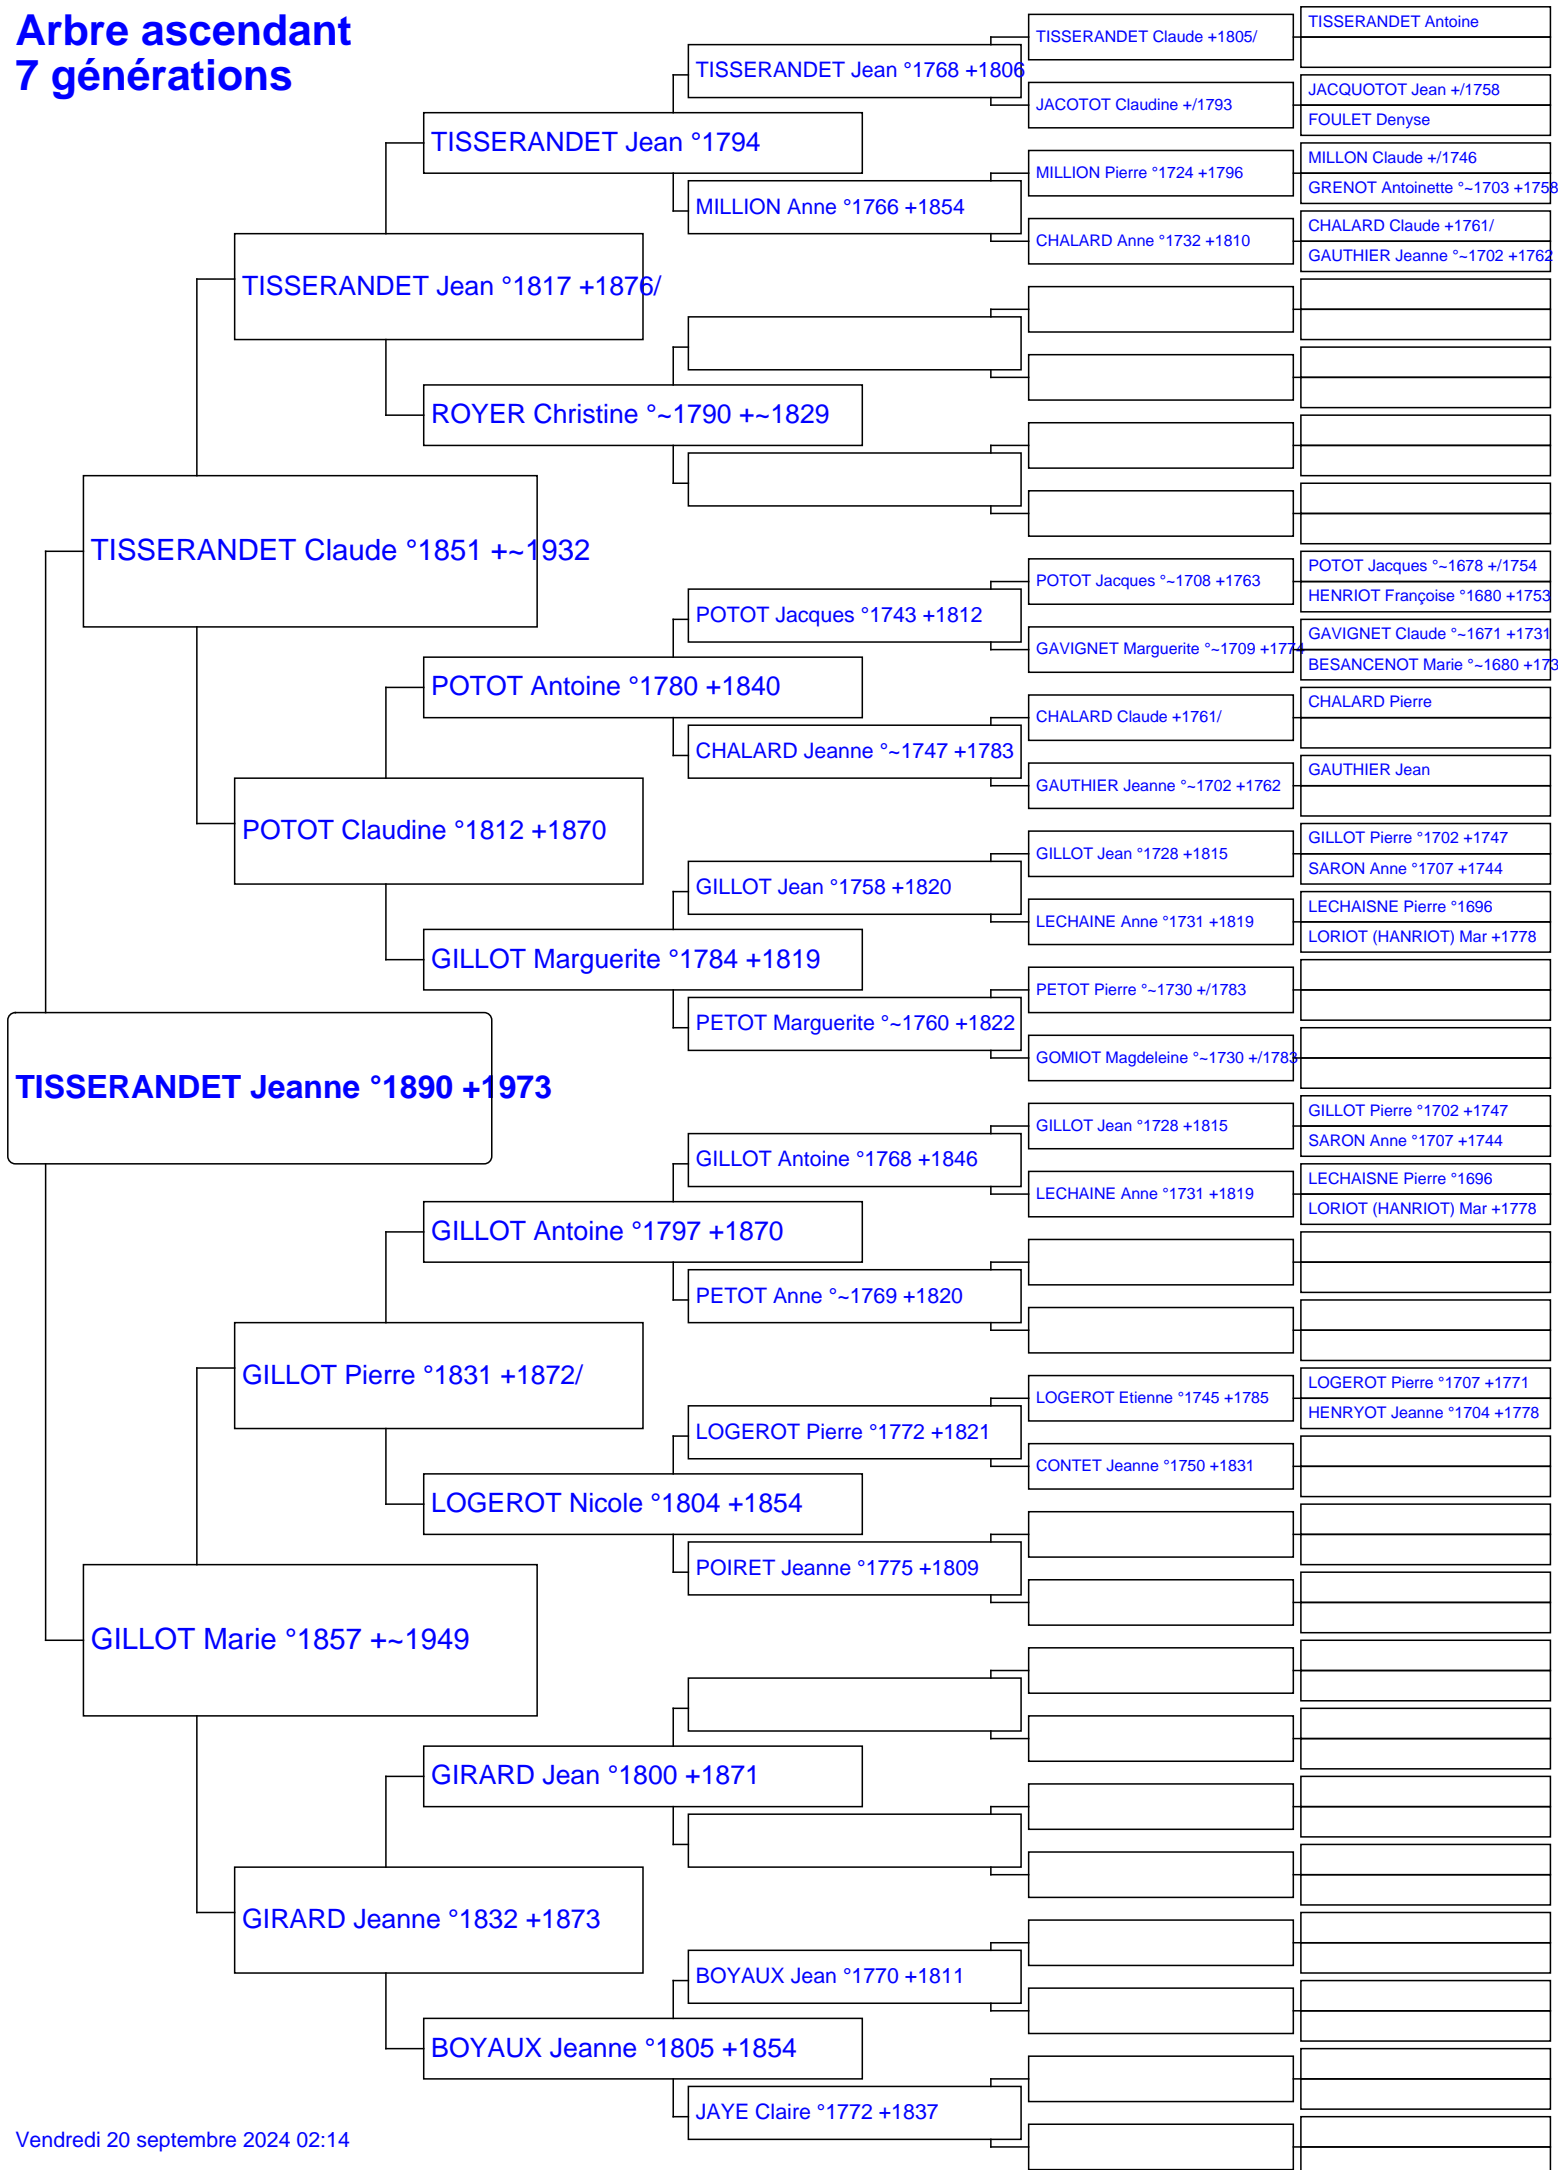 Arbre ascendant
7 générations
TISSERANDET Jeanne °1890 +1973
TISSERANDET Claude °1851 +~1932
GILLOT Marie °1857 +~1949
TISSERANDET Jean °1817 +1876/
POTOT Claudine °1812 +1870
GILLOT Pierre °1831 +1872/
GIRARD Jeanne °1832 +1873
TISSERANDET Jean °1794
ROYER Christine °~1790 +~1829
POTOT Antoine °1780 +1840
GILLOT Marguerite °1784 +1819
GILLOT Antoine °1797 +1870
LOGEROT Nicole °1804 +1854
GIRARD Jean °1800 +1871
BOYAUX Jeanne °1805 +1854
TISSERANDET Jean °1768 +1806
MILLION Anne °1766 +1854
POTOT Jacques °1743 +1812
CHALARD Jeanne °~1747 +1783
GILLOT Jean °1758 +1820
PETOT Marguerite °~1760 +1822
GILLOT Antoine °1768 +1846
PETOT Anne °~1769 +1820
LOGEROT Pierre °1772 +1821
POIRET Jeanne °1775 +1809
BOYAUX Jean °1770 +1811
JAYE Claire °1772 +1837
TISSERANDET Claude +1805/
JACOTOT Claudine +/1793
MILLION Pierre °1724 +1796
CHALARD Anne °1732 +1810
POTOT Jacques °~1708 +1763
GAVIGNET Marguerite °~1709 +1774
CHALARD Claude +1761/
GAUTHIER Jeanne °~1702 +1762
GILLOT Jean °1728 +1815
LECHAINE Anne °1731 +1819
PETOT Pierre °~1730 +/1783
GOMIOT Magdeleine °~1730 +/1783
GILLOT Jean °1728 +1815
LECHAINE Anne °1731 +1819
LOGEROT Etienne °1745 +1785
CONTET Jeanne °1750 +1831
TISSERANDET Antoine
JACQUOTOT Jean +/1758
FOULET Denyse
MILLON Claude +/1746
GRENOT Antoinette °~1703 +1758
CHALARD Claude +1761/
GAUTHIER Jeanne °~1702 +1762
POTOT Jacques °~1678 +/1754
HENRIOT Françoise °1680 +1753
GAVIGNET Claude °~1671 +1731
BESANCENOT Marie °~1680 +173
CHALARD Pierre
GAUTHIER Jean
GILLOT Pierre °1702 +1747
SARON Anne °1707 +1744
LECHAISNE Pierre °1696
LORIOT (HANRIOT) Mar +1778
GILLOT Pierre °1702 +1747
SARON Anne °1707 +1744
LECHAISNE Pierre °1696
LORIOT (HANRIOT) Mar +1778
LOGEROT Pierre °1707 +1771
HENRYOT Jeanne °1704 +1778
Vendredi 20 septembre 2024 02:14